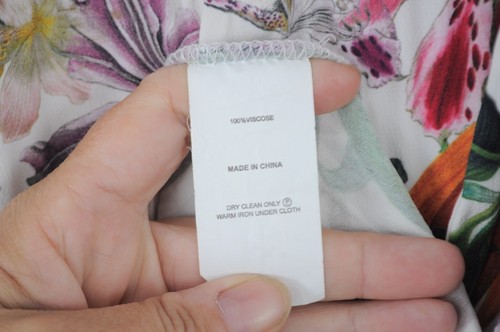 100%VISCOSE
MADE IN CHINA
DRY CLEAN ONLY Ⓟ
WARM IRON UNDER CLOTH